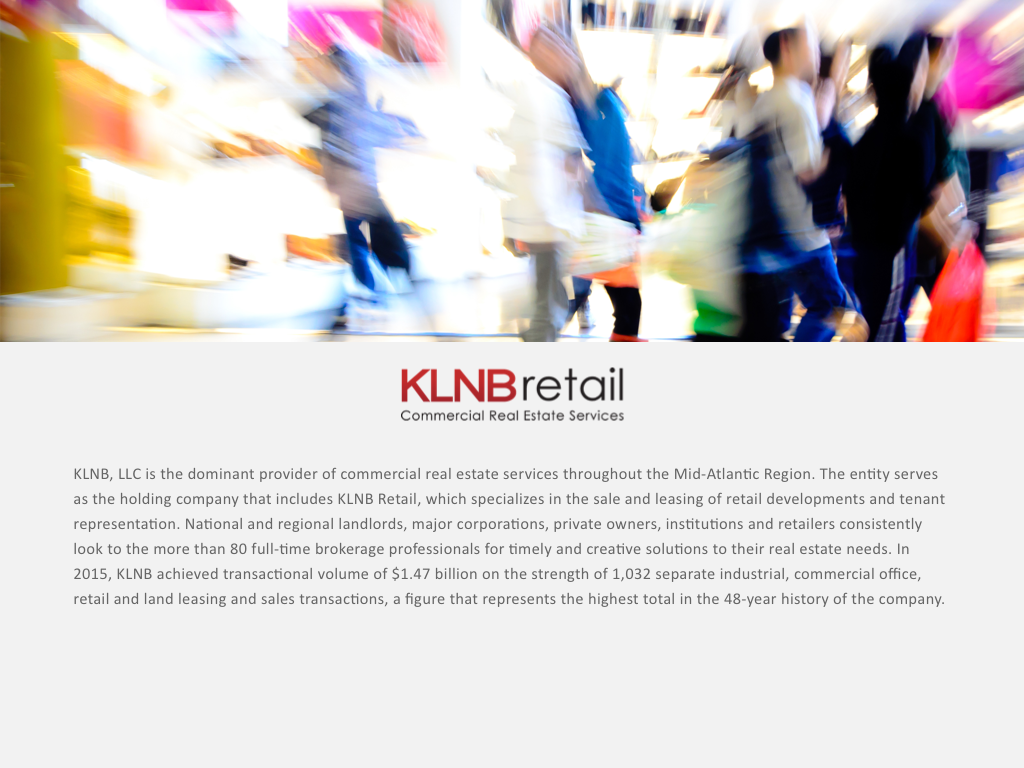 KLNB retail
Commercial Real Estate Services
KLNB, LLC is the dominant provider of commercial real estate services throughout the Mid-Atlantic Region. The entity serves
as the holding company that includes KLNB Retail, which specializes in the sale and leasing of retail developments and tenant
representation. National and regional landlords, major corporations, private owners, institutions and retailers consistently
look to the more than 80 full-time brokerage professionals for timely and creative solutions to their real estate needs. In
2015, KLNB achieved transactional volume of $1.47 billion on the strength of 1,032 separate industrial, commercial office,
retail and land leasing and sales transactions, a figure that represents the highest total in the 48-year history of the company.